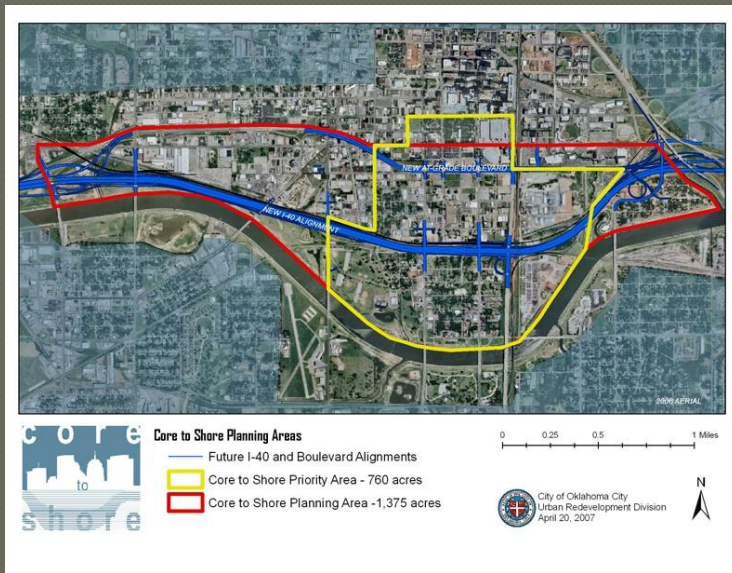 NEW AT-GRADE BOULEVARD
NEW I-40 ALIGNMENT
2006 AERIAL
core
to
shore
Core to Shore Planning Areas
Future I-40 and Boulevard Alignments
Core to Shore Priority Area - 760 acres
Core to Shore Planning Area -1,375 acres
0 0.25 0.5 1 Miles
City of Oklahoma City
Urban Redevelopment Division
April 20, 2007
N